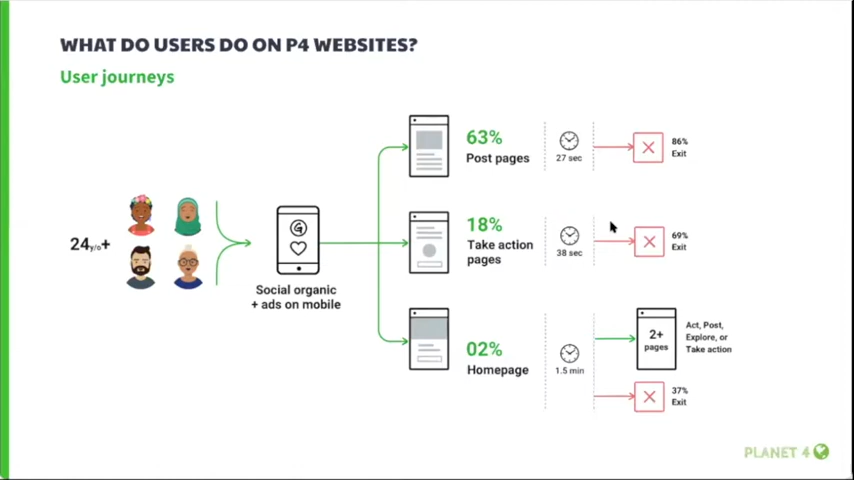 WHAT DO USERS DO ON P4 WEBSITES?
User journeys
24y/o+
G
Social organic
+ ads on mobile
63%
Post pages
27 sec
86%
Exit
18%
Take action
pages
38 sec
69%
Exit
02%
Homepage
1.5 min
2+
pages
Act, Post,
Explore, or
Take action
37%
Exit
PLANET 4